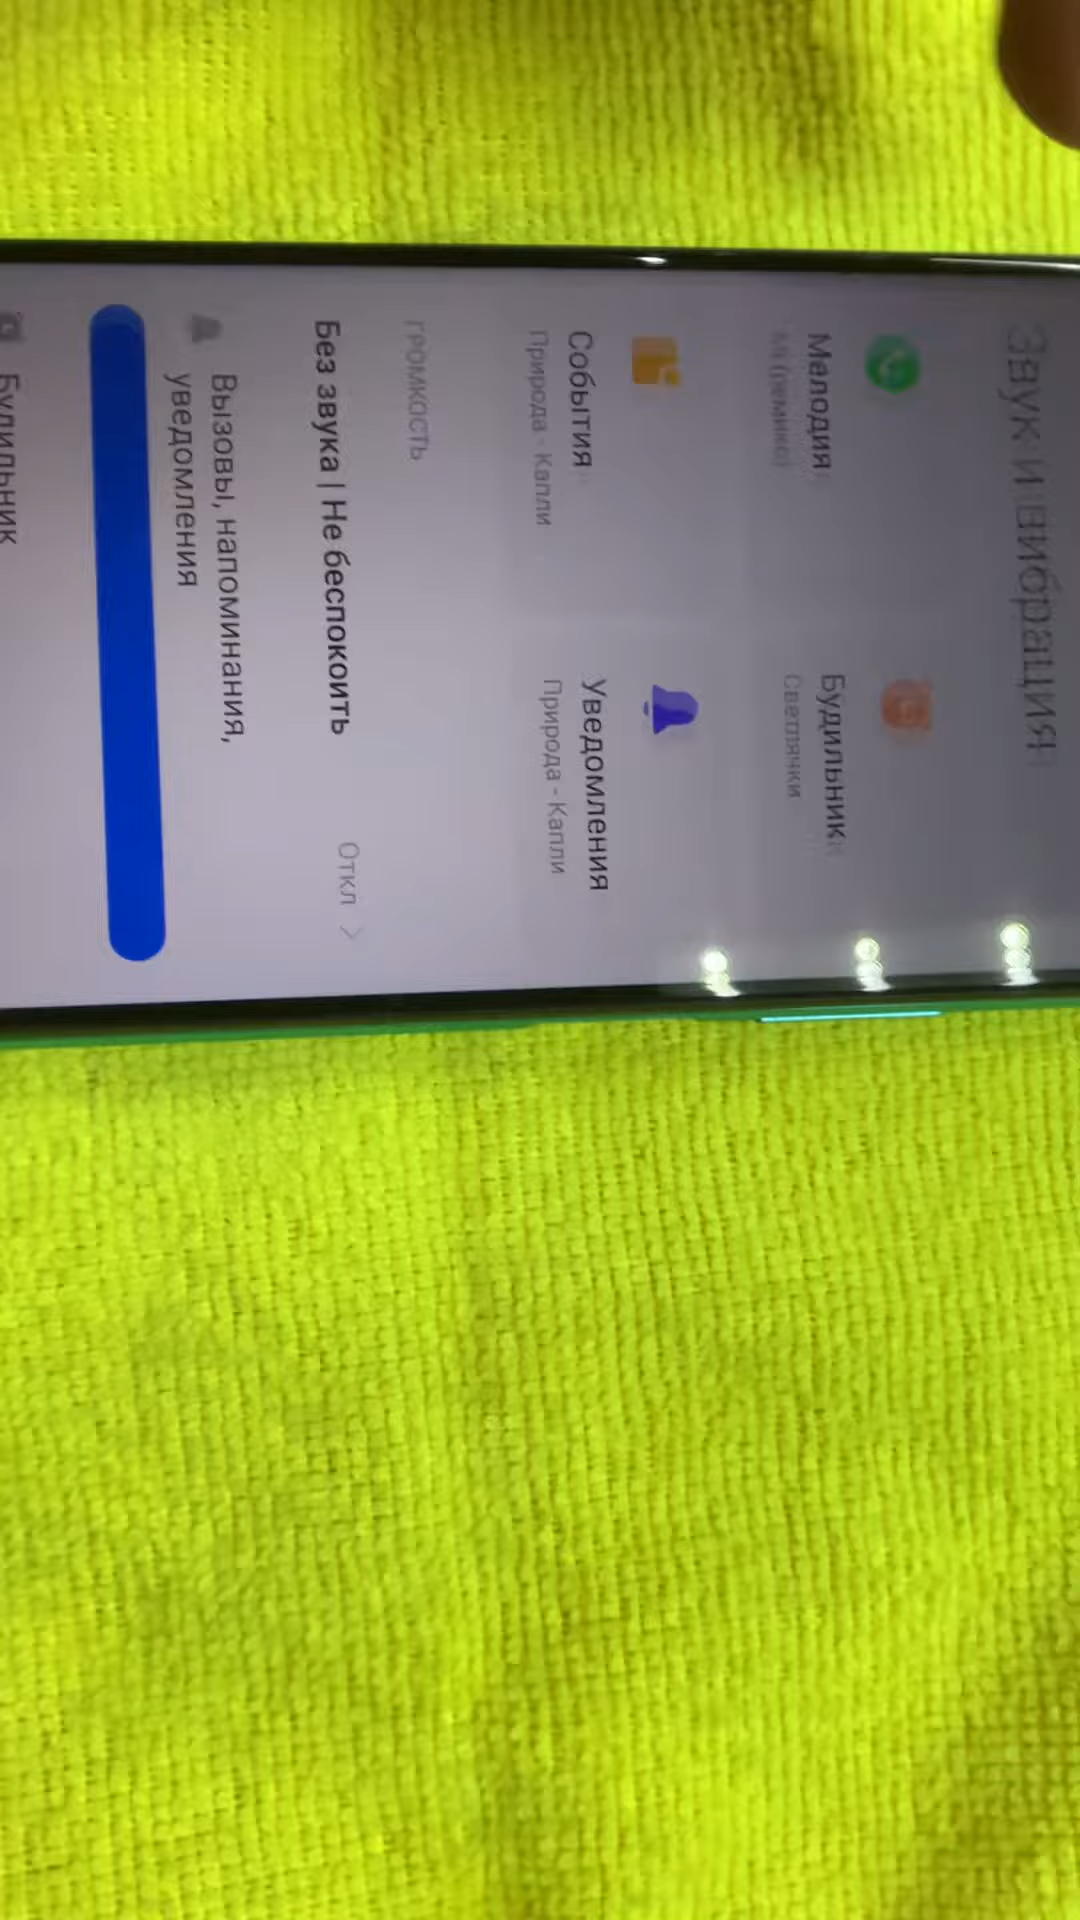 Звук и вибрация
Мелодия
Будильник
Светлячки
События
Природа - Капли
Уведомления
Природа - Капли
ГРОМКОСТЬ
Без звука | Не беспокоить
Откл
Вызовы, напоминания,
уведомления
Будильник